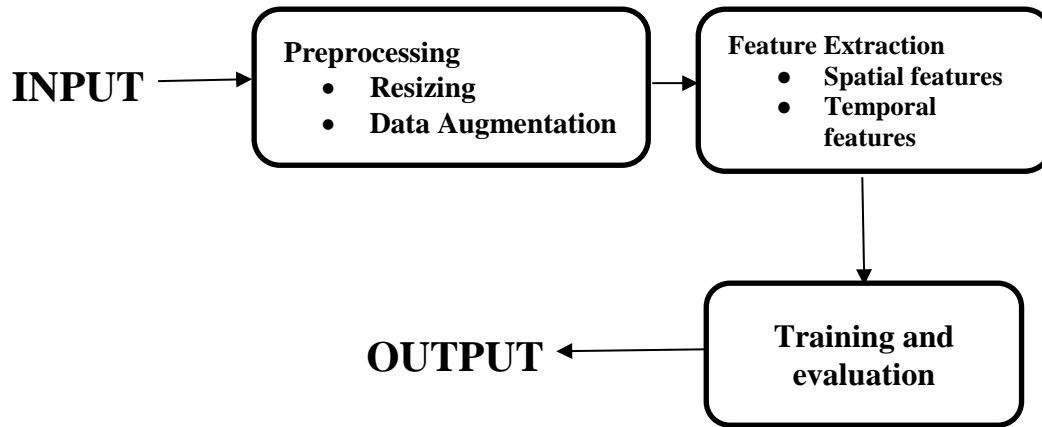 INPUT
Preprocessing
● Resizing
● Data Augmentation
Feature Extraction
● Spatial features
● Temporal
features
Training and
evaluation
OUTPUT